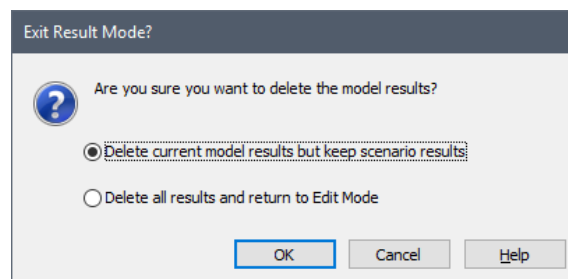 Exit Result Mode?
Are you sure you want to delete the model results?
Delete current model results but keep scenario results
Delete all results and return to Edit Mode
OK Cancel Help